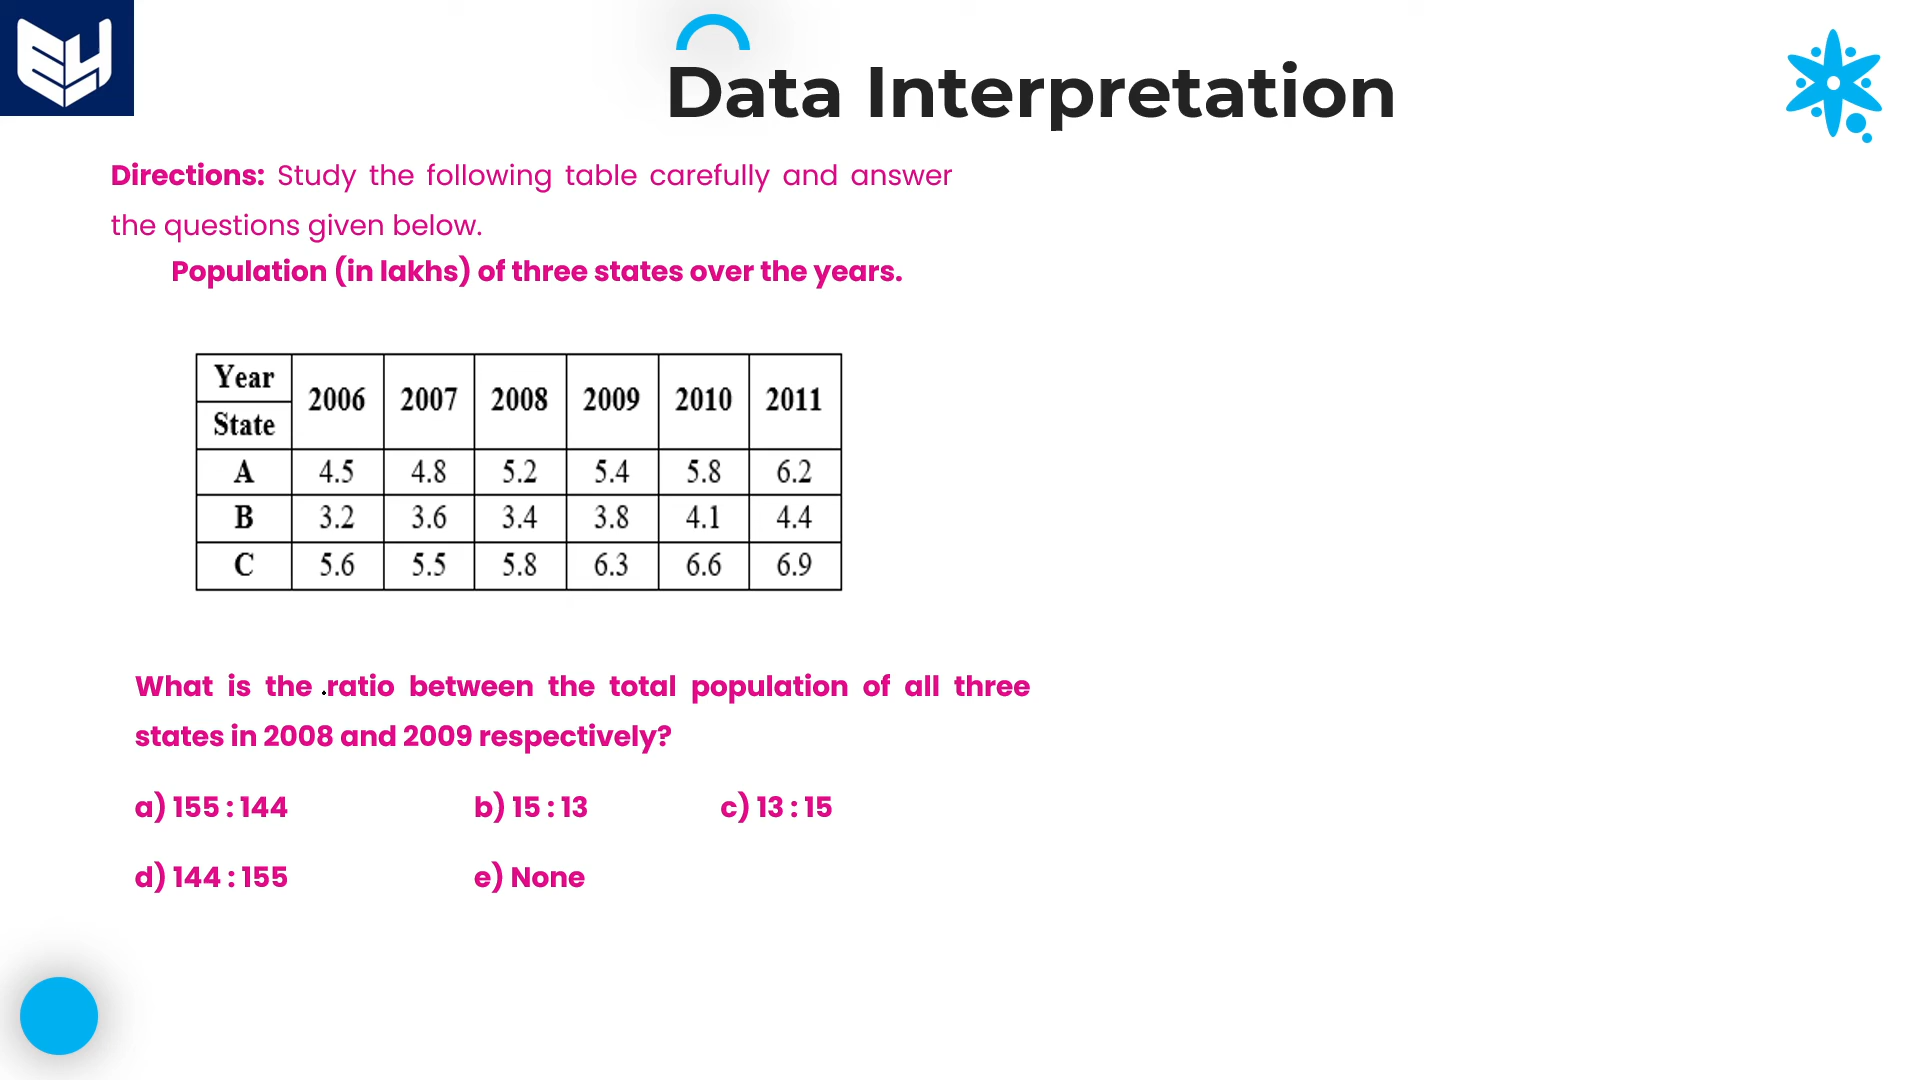 Data Interpretation
Directions: Study the following table carefully and answer
the questions given below.
Population (in lakhs) of three states over the years.
Year 2006 2007 2008 2009 2010 2011
State
A 4.5 4.8 5.2 5.4 5.8 6.2
B 3.2 3.6 3.4 3.8 4.1 4.4
C 5.6 5.5 5.8 6.3 6.6 6.9
What is the ratio between the total population of all three
states in 2008 and 2009 respectively?
a) 155 : 144 b) 15 : 13 c) 13 : 15
d) 144 : 155 e) None